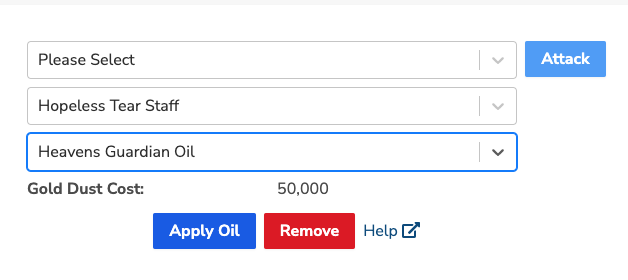 Please Select
Attack
Hopeless Tear Staff
Heavens Guardian Oil
Gold Dust Cost: 50,000
Apply Oil Remove Help